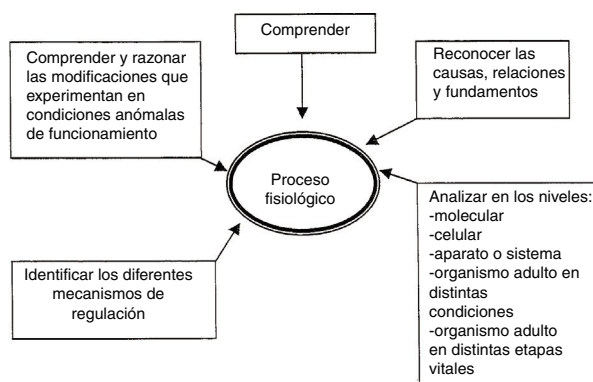 Comprender
Comprender y razonar
las modificaciones que
experimentan en
condiciones anómalas
de funcionamiento
Reconocer las
causas, relaciones
y fundamentos
Proceso
fisiológico
Identificar los diferentes
mecanismos de
regulación
Analizar en los niveles:
-molecular
-celular
-aparato o sistema
-organismo adulto en
distintas
condiciones
-organismo adulto
en distintas etapas
vitales